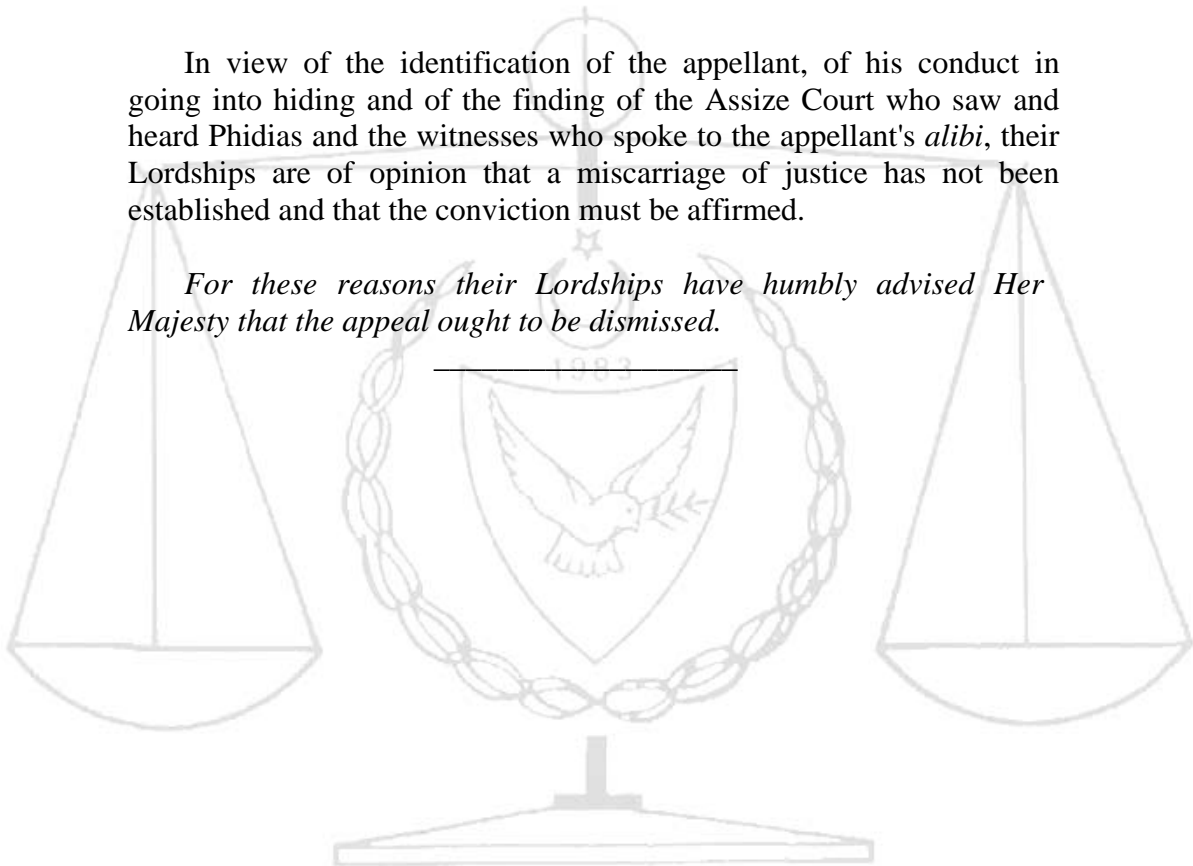 In view of the identification of the appellant, of his conduct in
going into hiding and of the finding of the Assize Court who saw and
heard Phidias and the witnesses who spoke to the appellant's alibi, their
Lordships are of opinion that a miscarriage of justice has not been
established and that the conviction must be affirmed.
For these reasons their Lordships have humbly advised Her
Majesty that the appeal ought to be dismissed.
1983